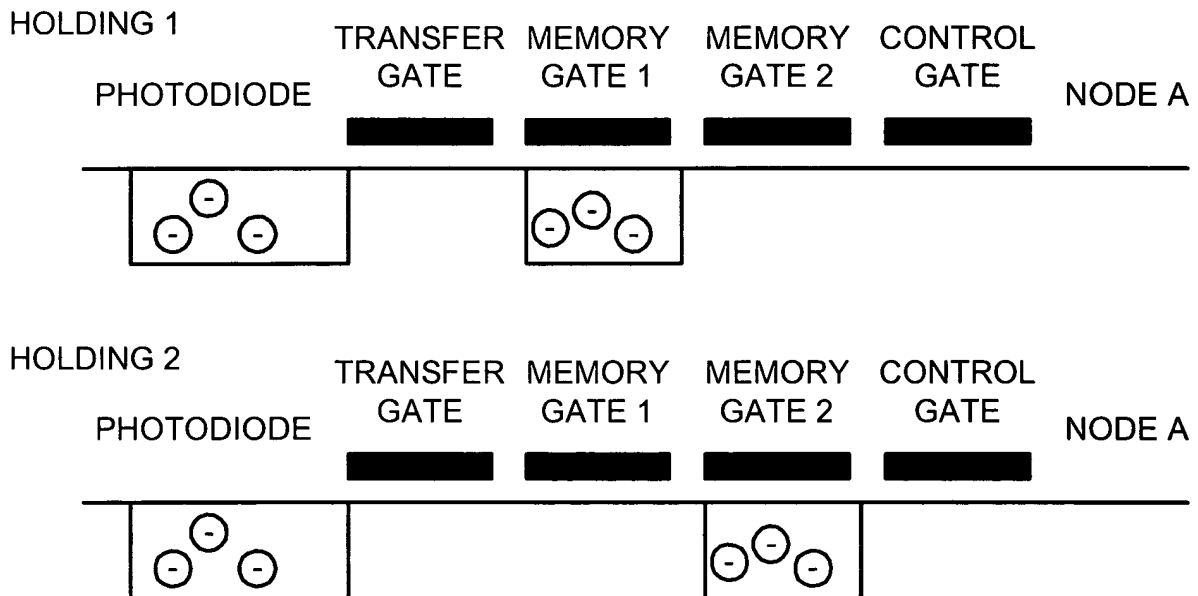 HOLDING 1
TRANSFER MEMORY MEMORY CONTROL
GATE GATE 1 GATE 2 GATE
PHOTODIODE NODE A
- - -
- - -
HOLDING 2
TRANSFER MEMORY MEMORY CONTROL
GATE GATE 1 GATE 2 GATE
PHOTODIODE NODE A
- - -
- - -